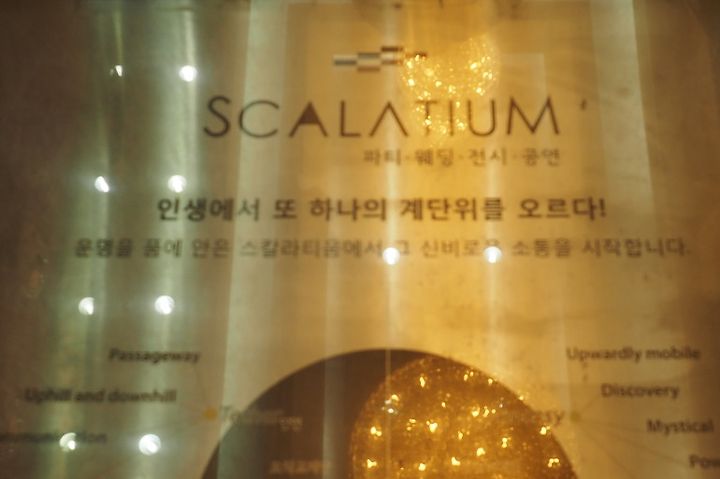 SCALATIUM
파티·웨딩·전시·공연
인생에서 또 하나의 계단위를 오르다!
운명을 품에 안은 스칼라티움에서 그 신비로운 소통을 시작합니다.
Passageway
Upwardly mobile
Uphill and downhill
Discovery
Mystical